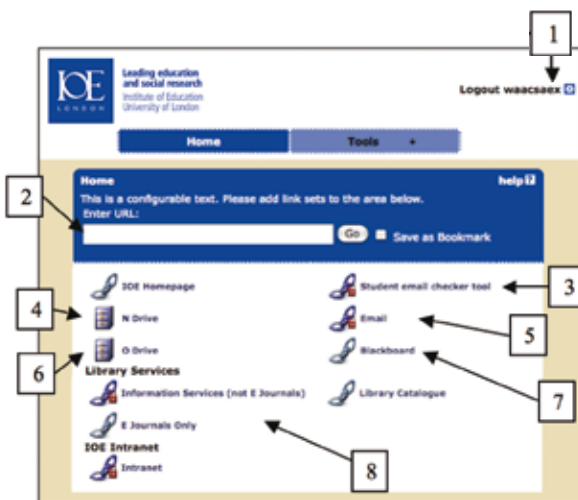 1
IOE
LONDON
Leading education
and social research
Institute of Education
University of London
Logout waacsaex
Home
Tools +
2
Home
help ?
This is a configurable text. Please add link sets to the area below.
Enter URL:
Go
Save as Bookmark
IOE Homepage
Student email checker tool
3
4
N Drive
Email
5
6
O Drive
Blackboard
7
Library Services
Information Services (not E Journals)
Library Catalogue
E Journals Only
8
IOE Intranet
Intranet